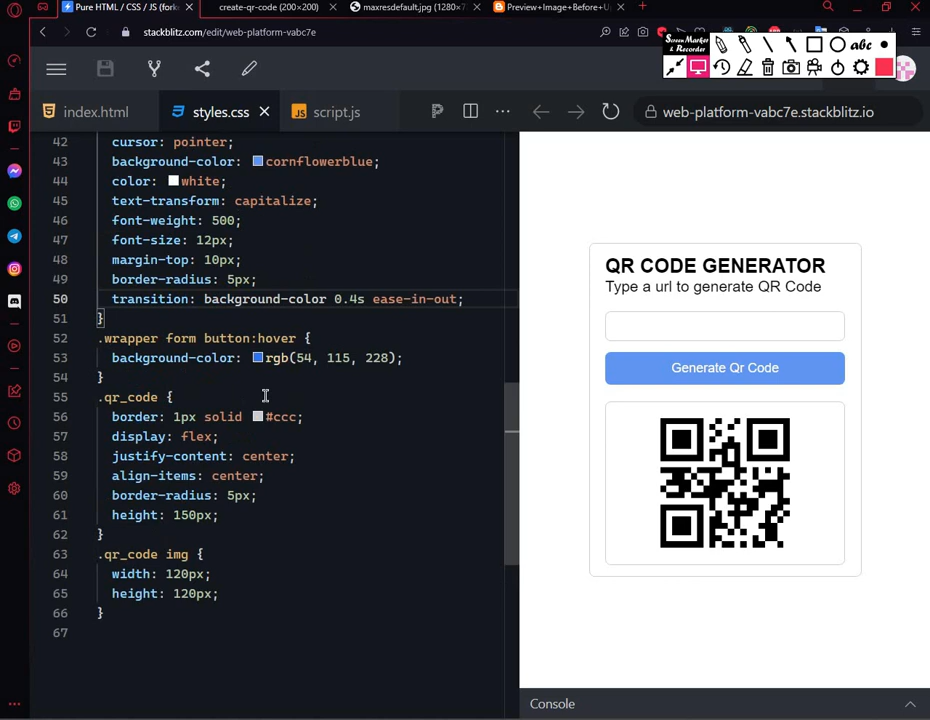 Pure HTML / CSS / JS (fork
create-qr-code (200×200)
maxresdefault.jpg (1280×7
Preview+Image+Before+U
stackblitz.com/edit/web-platform-vabc7e
Screen Marker
& Recorder
abc
index.html
styles.css
script.js
web-platform-vabc7e.stackblitz.io
42 cursor: pointer;
43 background-color: cornflowerblue;
44 color: white;
45 text-transform: capitalize;
46 font-weight: 500;
47 font-size: 12px;
48 margin-top: 10px;
49 border-radius: 5px;
50 transition: background-color 0.4s ease-in-out;
51 }
52 .wrapper form button:hover {
53 background-color: rgb(54, 115, 228);
54 }
55 .qr_code {
56 border: 1px solid #ccc;
57 display: flex;
58 justify-content: center;
59 align-items: center;
60 border-radius: 5px;
61 height: 150px;
62 }
63 .qr_code img {
64 width: 120px;
65 height: 120px;
66 }
67
QR CODE GENERATOR
Type a url to generate QR Code
Generate Qr Code
Console